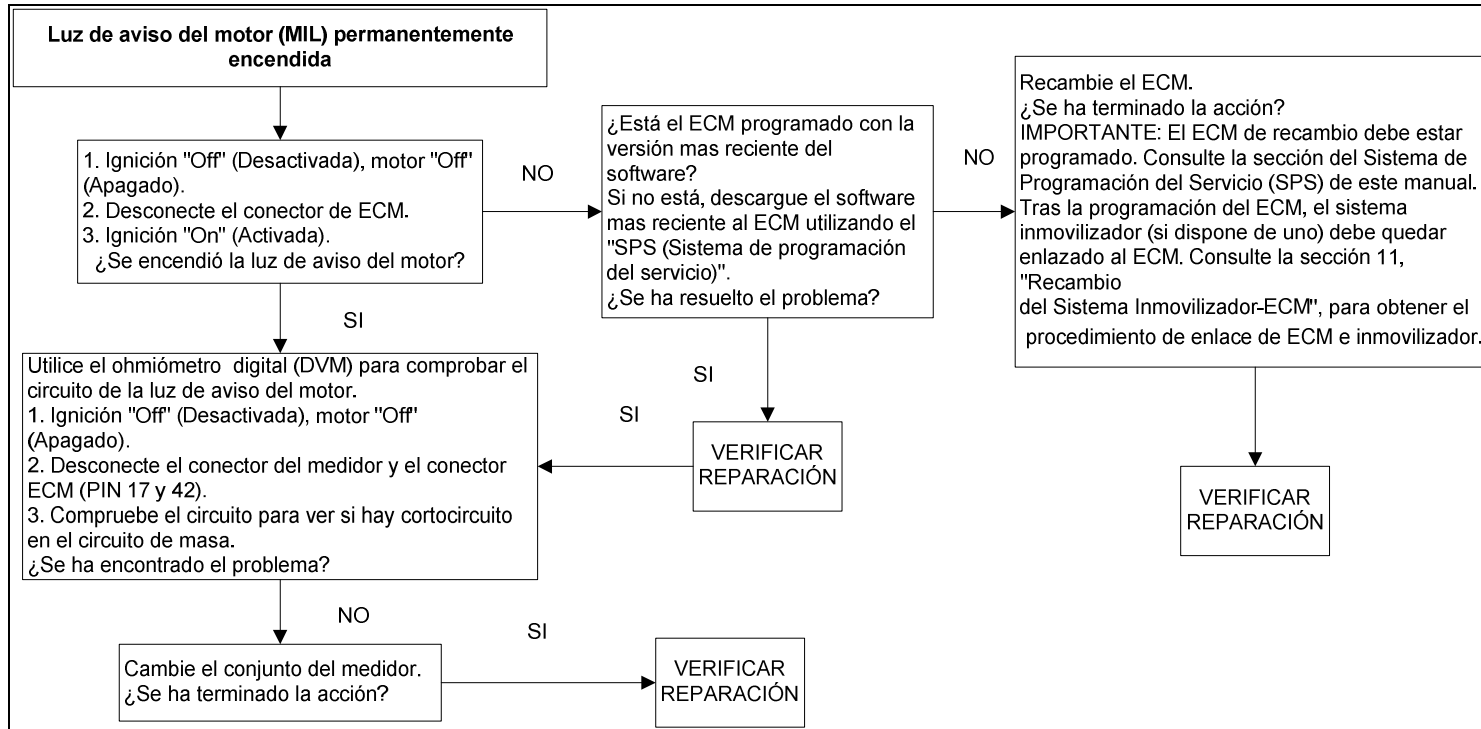 Luz de aviso del motor (MIL) permanentemente
encendida
1. Ignición "Off" (Desactivada), motor "Off"
(Apagado).
2. Desconecte el conector de ECM.
3. Ignición "On" (Activada).
¿Se encendió la luz de aviso del motor?
NO
¿Está el ECM programado con la
versión mas reciente del
software?
Si no está, descargue el software
mas reciente al ECM utilizando el
"SPS (Sistema de programación
del servicio)".
¿Se ha resuelto el problema?
NO
Recambie el ECM.
¿Se ha terminado la acción?
IMPORTANTE: El ECM de recambio debe estar
programado. Consulte la sección del Sistema de
Programación del Servicio (SPS) de este manual.
Tras la programación del ECM, el sistema
inmovilizador (si dispone de uno) debe quedar
enlazado al ECM. Consulte la sección 11,
"Recambio
del Sistema Inmovilizador-ECM", para obtener el
procedimiento de enlace de ECM e inmovilizador.
SI
Utilice el ohmiómetro digital (DVM) para comprobar el
circuito de la luz de aviso del motor.
1. Ignición "Off" (Desactivada), motor "Off"
(Apagado).
2. Desconecte el conector del medidor y el conector
ECM (PIN 17 y 42).
3. Compruebe el circuito para ver si hay cortocircuito
en el circuito de masa.
¿Se ha encontrado el problema?
SI
SI
VERIFICAR
REPARACIÓN
VERIFICAR
REPARACIÓN
NO
Cambie el conjunto del medidor.
¿Se ha terminado la acción?
SI
VERIFICAR
REPARACIÓN